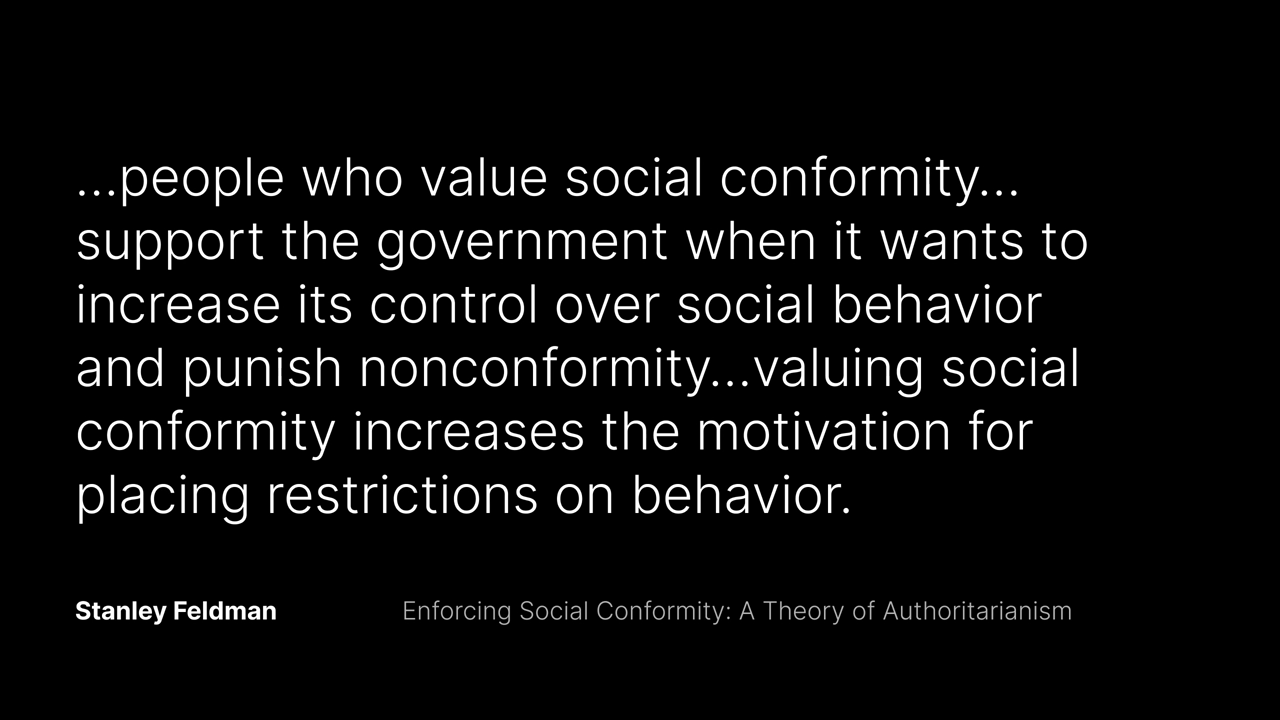 ...people who value social conformity...
support the government when it wants to
increase its control over social behavior
and punish nonconformity...valuing social
conformity increases the motivation for
placing restrictions on behavior.
Stanley Feldman
Enforcing Social Conformity: A Theory of Authoritarianism